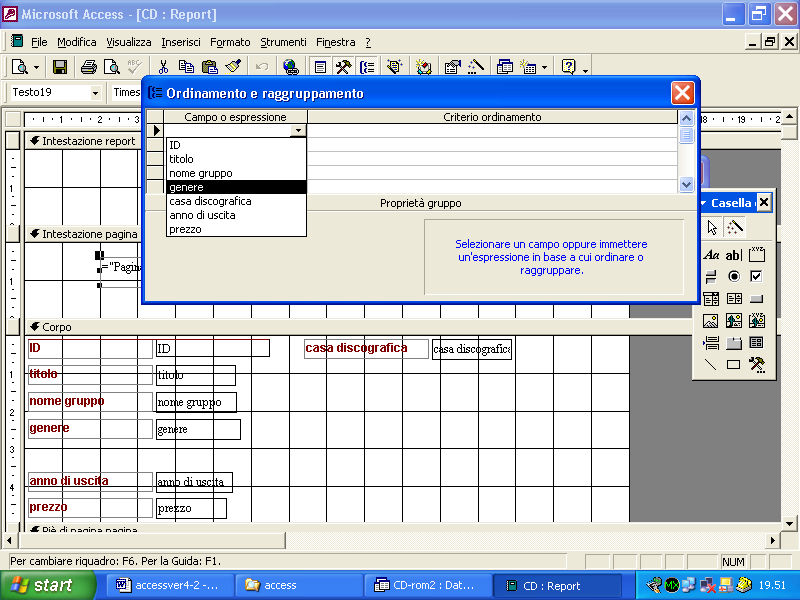 Microsoft Access - [CD : Report]
File Modifica Visualizza Inserisci Formato Strumenti Finestra ?
Testo19 Times
Ordinamento e raggruppamento
Campo o espressione Criterio ordinamento
ID
titolo
nome gruppo
genere
casa discografica
anno di uscita
prezzo
Proprietà gruppo
Selezionare un campo oppure immettere
un'espressione in base a cui ordinare o
raggruppare.
Casella
Aa ab|
Intestazione report
Intestazione pagina
="Pagina
Corpo
ID ID casa discografica casa discografica
titolo titolo
nome gruppo nome gruppo
genere genere
anno di uscita anno di uscita
prezzo prezzo
Piè di pagina pagina
Per cambiare riquadro: F6. Per la Guida: F1. NUM
start accessver4-2 -... access CD-rom2 : Dat... CD : Report 19.51